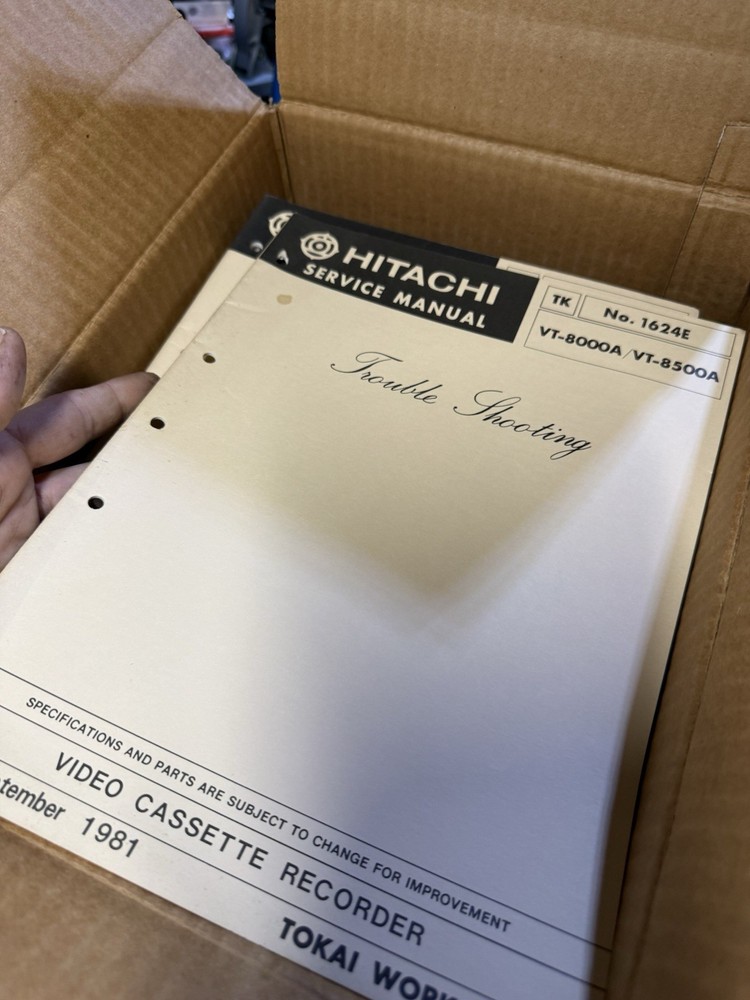 HITACHI
SERVICE MANUAL
TK
No. 1624E
VT-8000A/VT-8500A
Trouble Shooting
SPECIFICATIONS AND PARTS ARE SUBJECT TO CHANGE FOR IMPROVEMENT
VIDEO CASSETTE RECORDER
tember 1981
TOKAI WORK